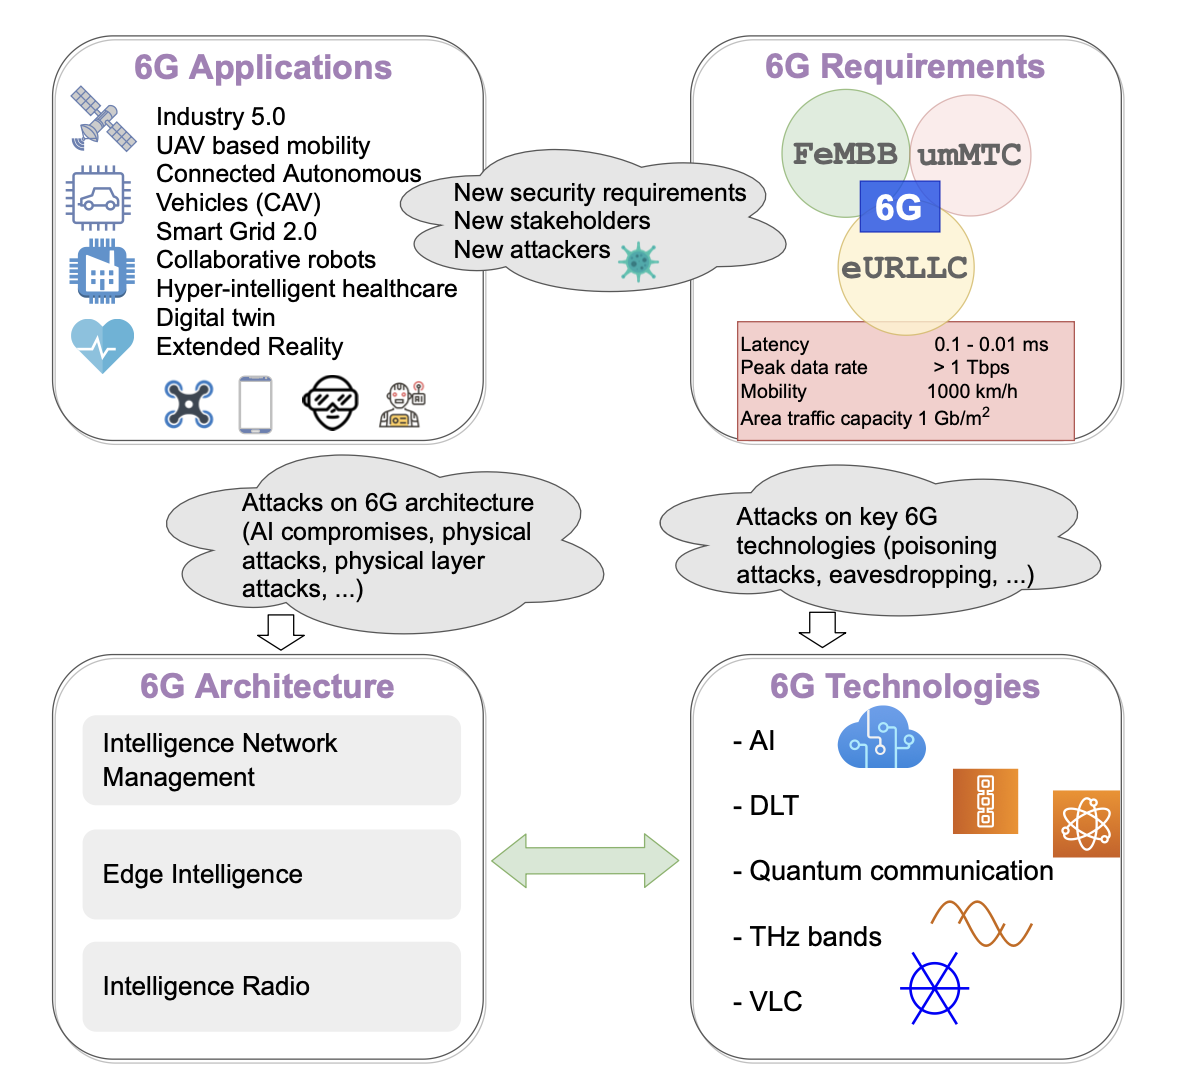 6G Applications
Industry 5.0
UAV based mobility
Connected Autonomous
Vehicles (CAV)
Smart Grid 2.0
Collaborative robots
Hyper-intelligent healthcare
Digital twin
Extended Reality
AI
New security requirements
New stakeholders
New attackers
6G Requirements
FeMBB umMTC
6G
eURLLC
Latency 0.1 - 0.01 ms
Peak data rate > 1 Tbps
Mobility 1000 km/h
Area traffic capacity 1 Gb/m²
Attacks on 6G architecture
(AI compromises, physical
attacks, physical layer
attacks, ...)
Attacks on key 6G
technologies (poisoning
attacks, eavesdropping, ...)
6G Architecture
Intelligence Network
Management
Edge Intelligence
Intelligence Radio
6G Technologies
- AI
- DLT
- Quantum communication
- THz bands
- VLC